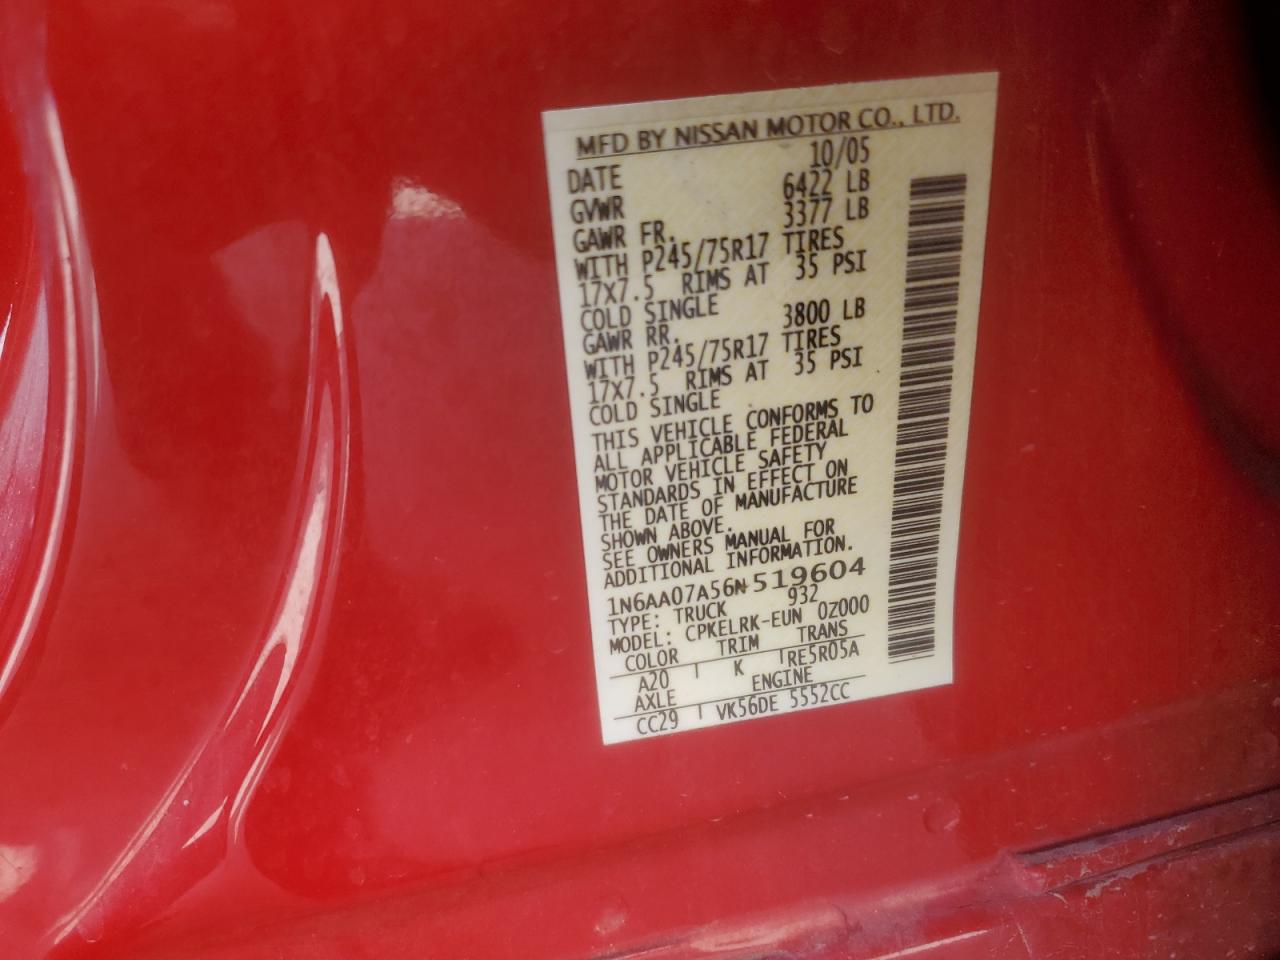 MFD BY NISSAN MOTOR CO., LTD.
DATE 10/05
GVWR 6422 LB
GAWR FR. 3377 LB
WITH P245/75R17 TIRES
17X7.5 RIMS AT 35 PSI
COLD SINGLE
GAWR RR. 3800 LB
WITH P245/75R17 TIRES
17X7.5 RIMS AT 35 PSI
COLD SINGLE
THIS VEHICLE CONFORMS TO
ALL APPLICABLE FEDERAL
MOTOR VEHICLE SAFETY
STANDARDS IN EFFECT ON
THE DATE OF MANUFACTURE
SHOWN ABOVE.
SEE OWNERS MANUAL FOR
ADDITIONAL INFORMATION.
1N6AA07A56N519604
TYPE: TRUCK 932
MODEL: CPKELRK-EUN 0Z000
COLOR TRIM TRANS
A20 K RE5R05A
AXLE ENGINE
CC29 VK56DE 5552CC